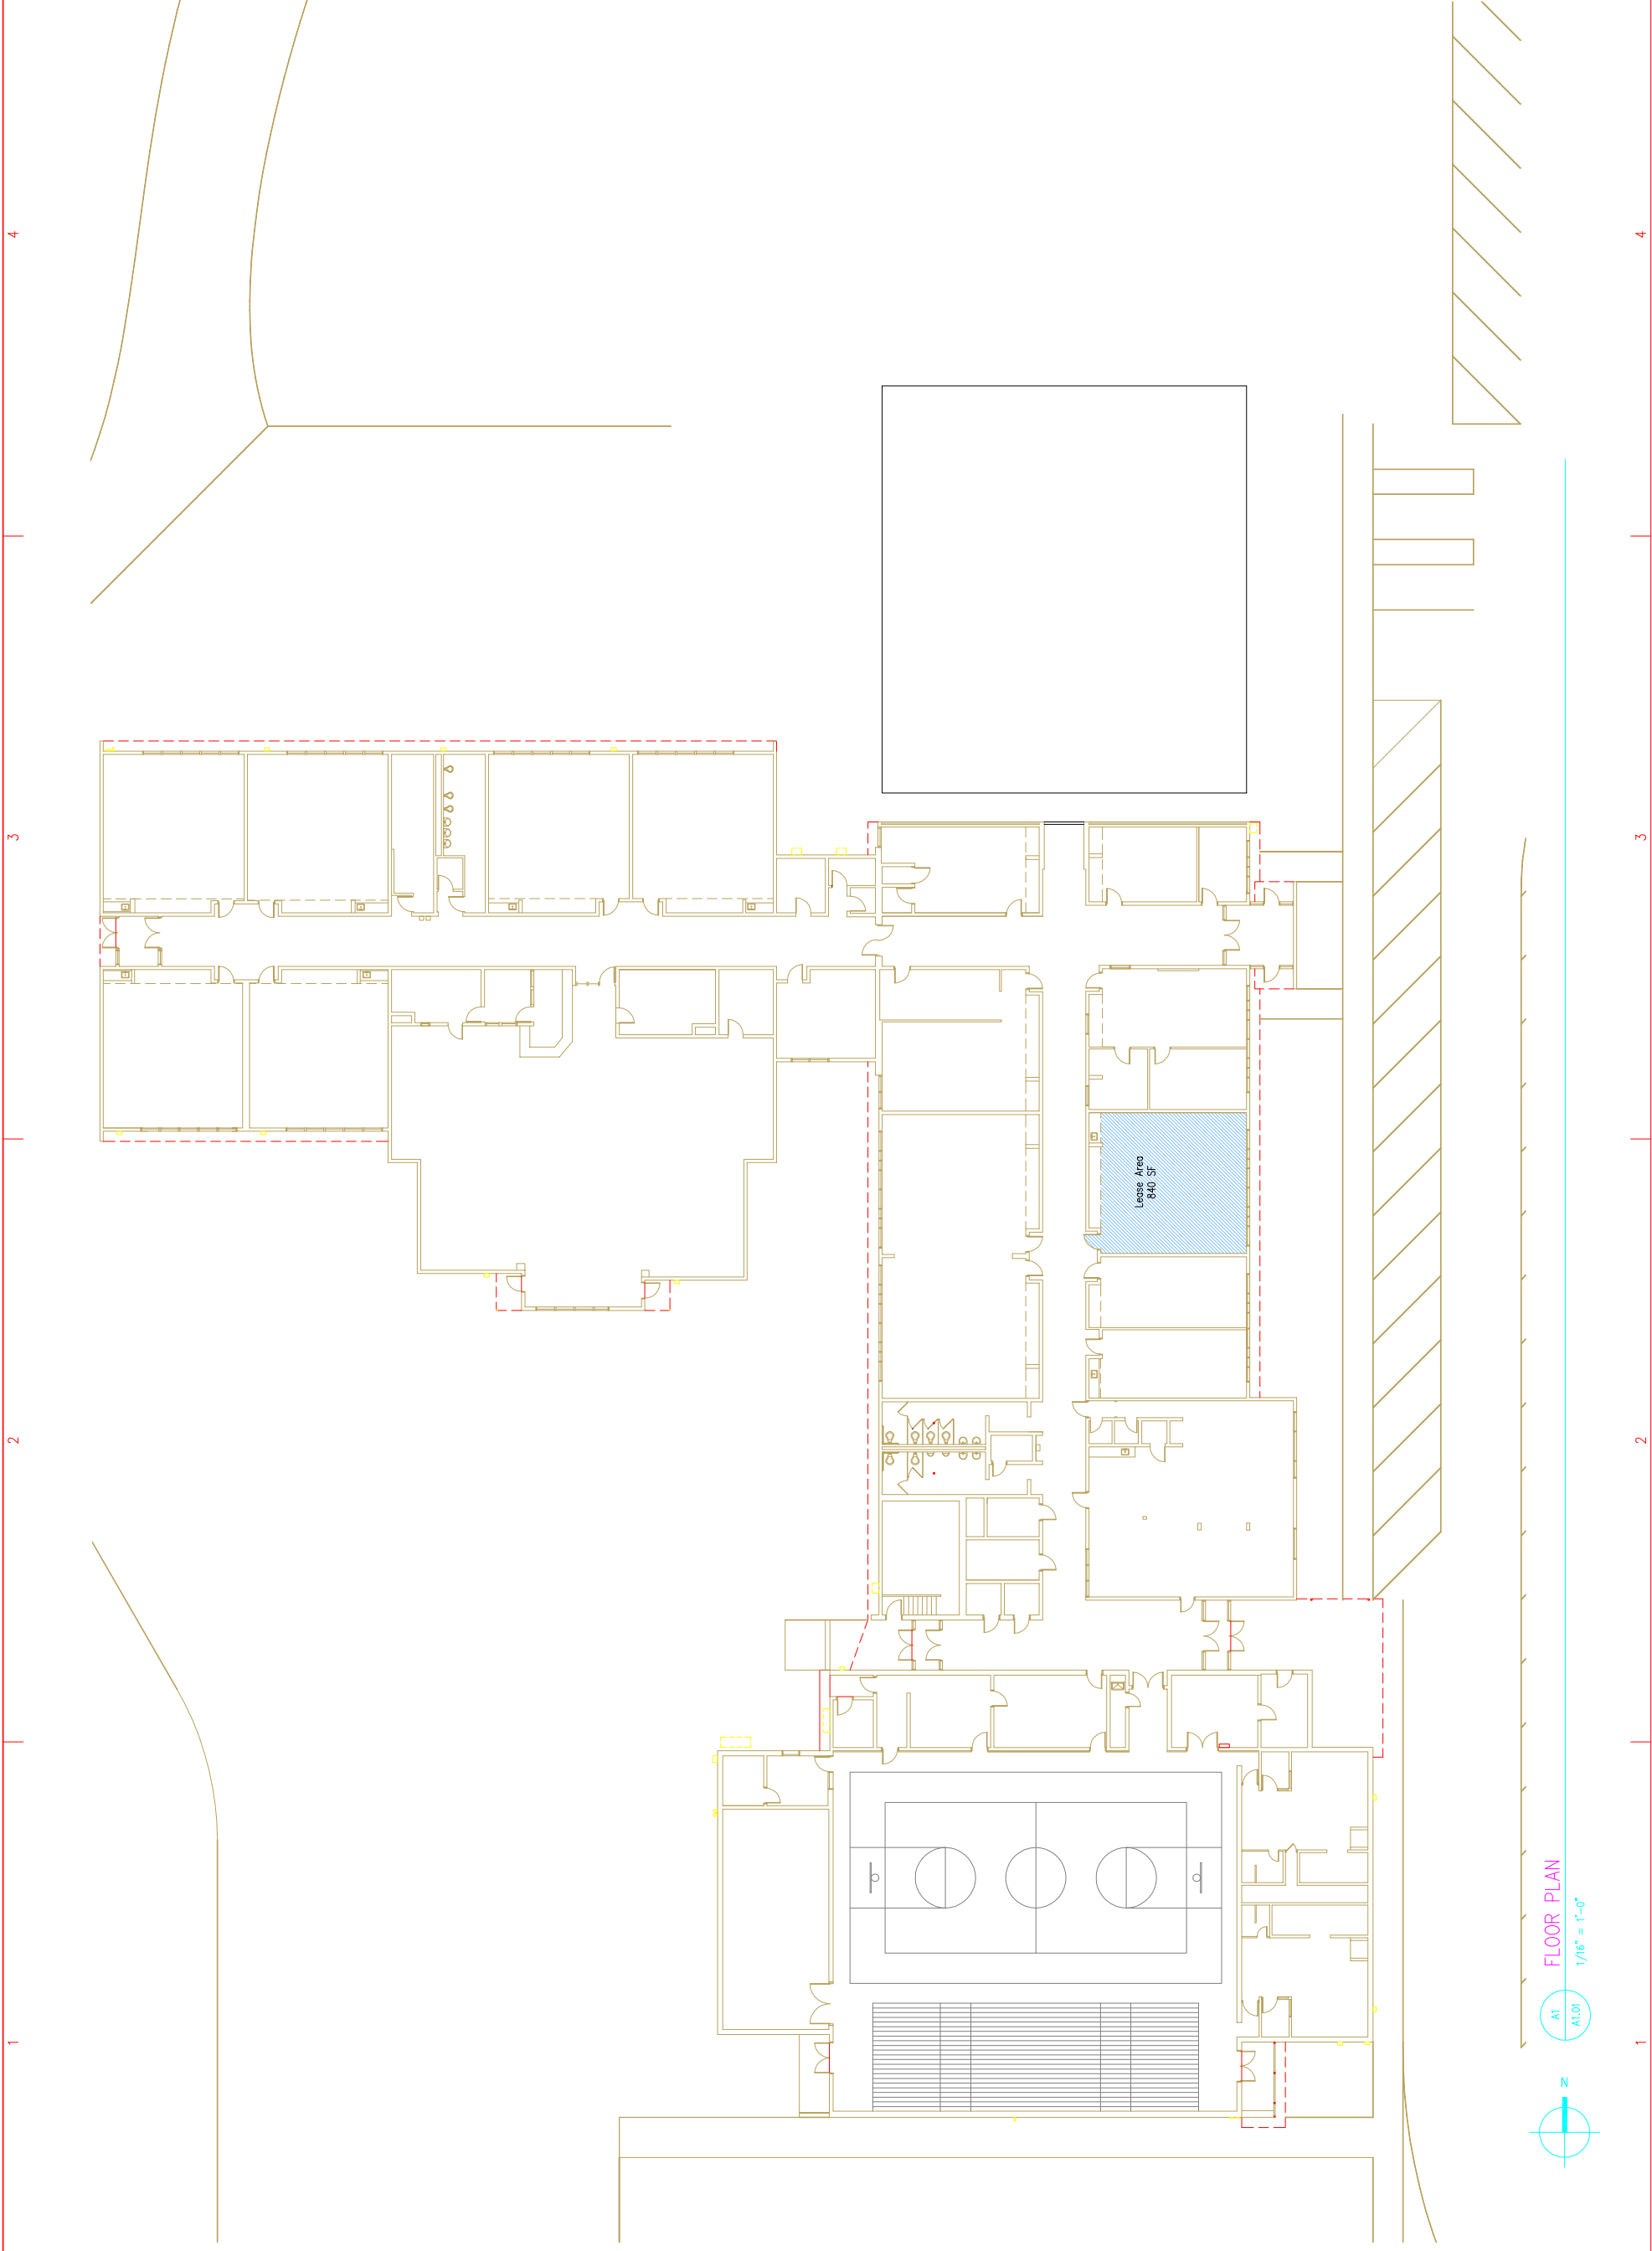 4
4
3
3
Lease Area
840 SF
2
2
FLOOR PLAN
1/16" = 1'-0"
A1
A1.01
1
1
N